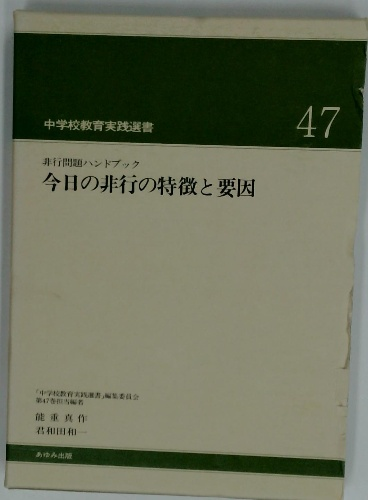 中学校教育実践選書
47
非行問題ハンドブック
今日の非行の特徴と要因
「中学校教育実践選書」編集委員会
第47巻担当編者
能重真作
君和田和一
あゆみ出版